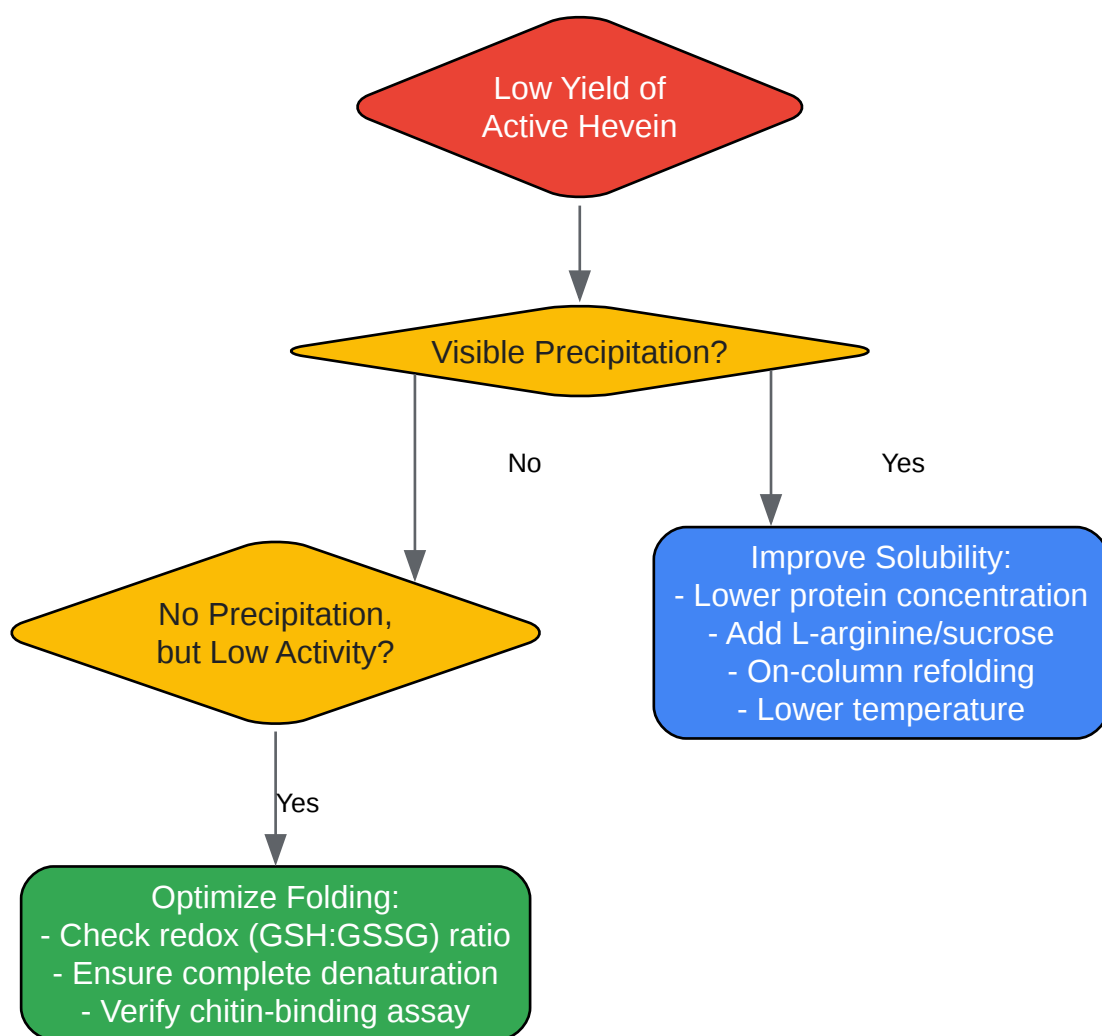 Low Yield of
Active Hevein
Visible Precipitation?
No
Yes
No Precipitation,
but Low Activity?
Improve Solubility:
- Lower protein concentration
- Add L-arginine/sucrose
- On-column refolding
- Lower temperature
Yes
Optimize Folding:
- Check redox (GSH:GSSG) ratio
- Ensure complete denaturation
- Verify chitin-binding assay